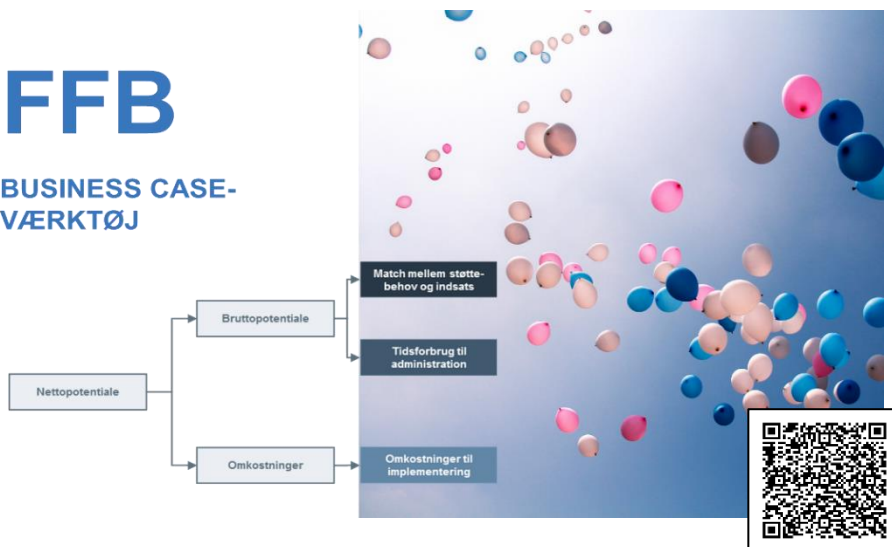 FFB
BUSINESS CASE-
VÆRKTØJ
Match mellem støtte-
behov og indsats
Bruttopotentiale
Tidsforbrug til
administration
Nettopotentiale
Omkostninger
Omkostninger til
implementering